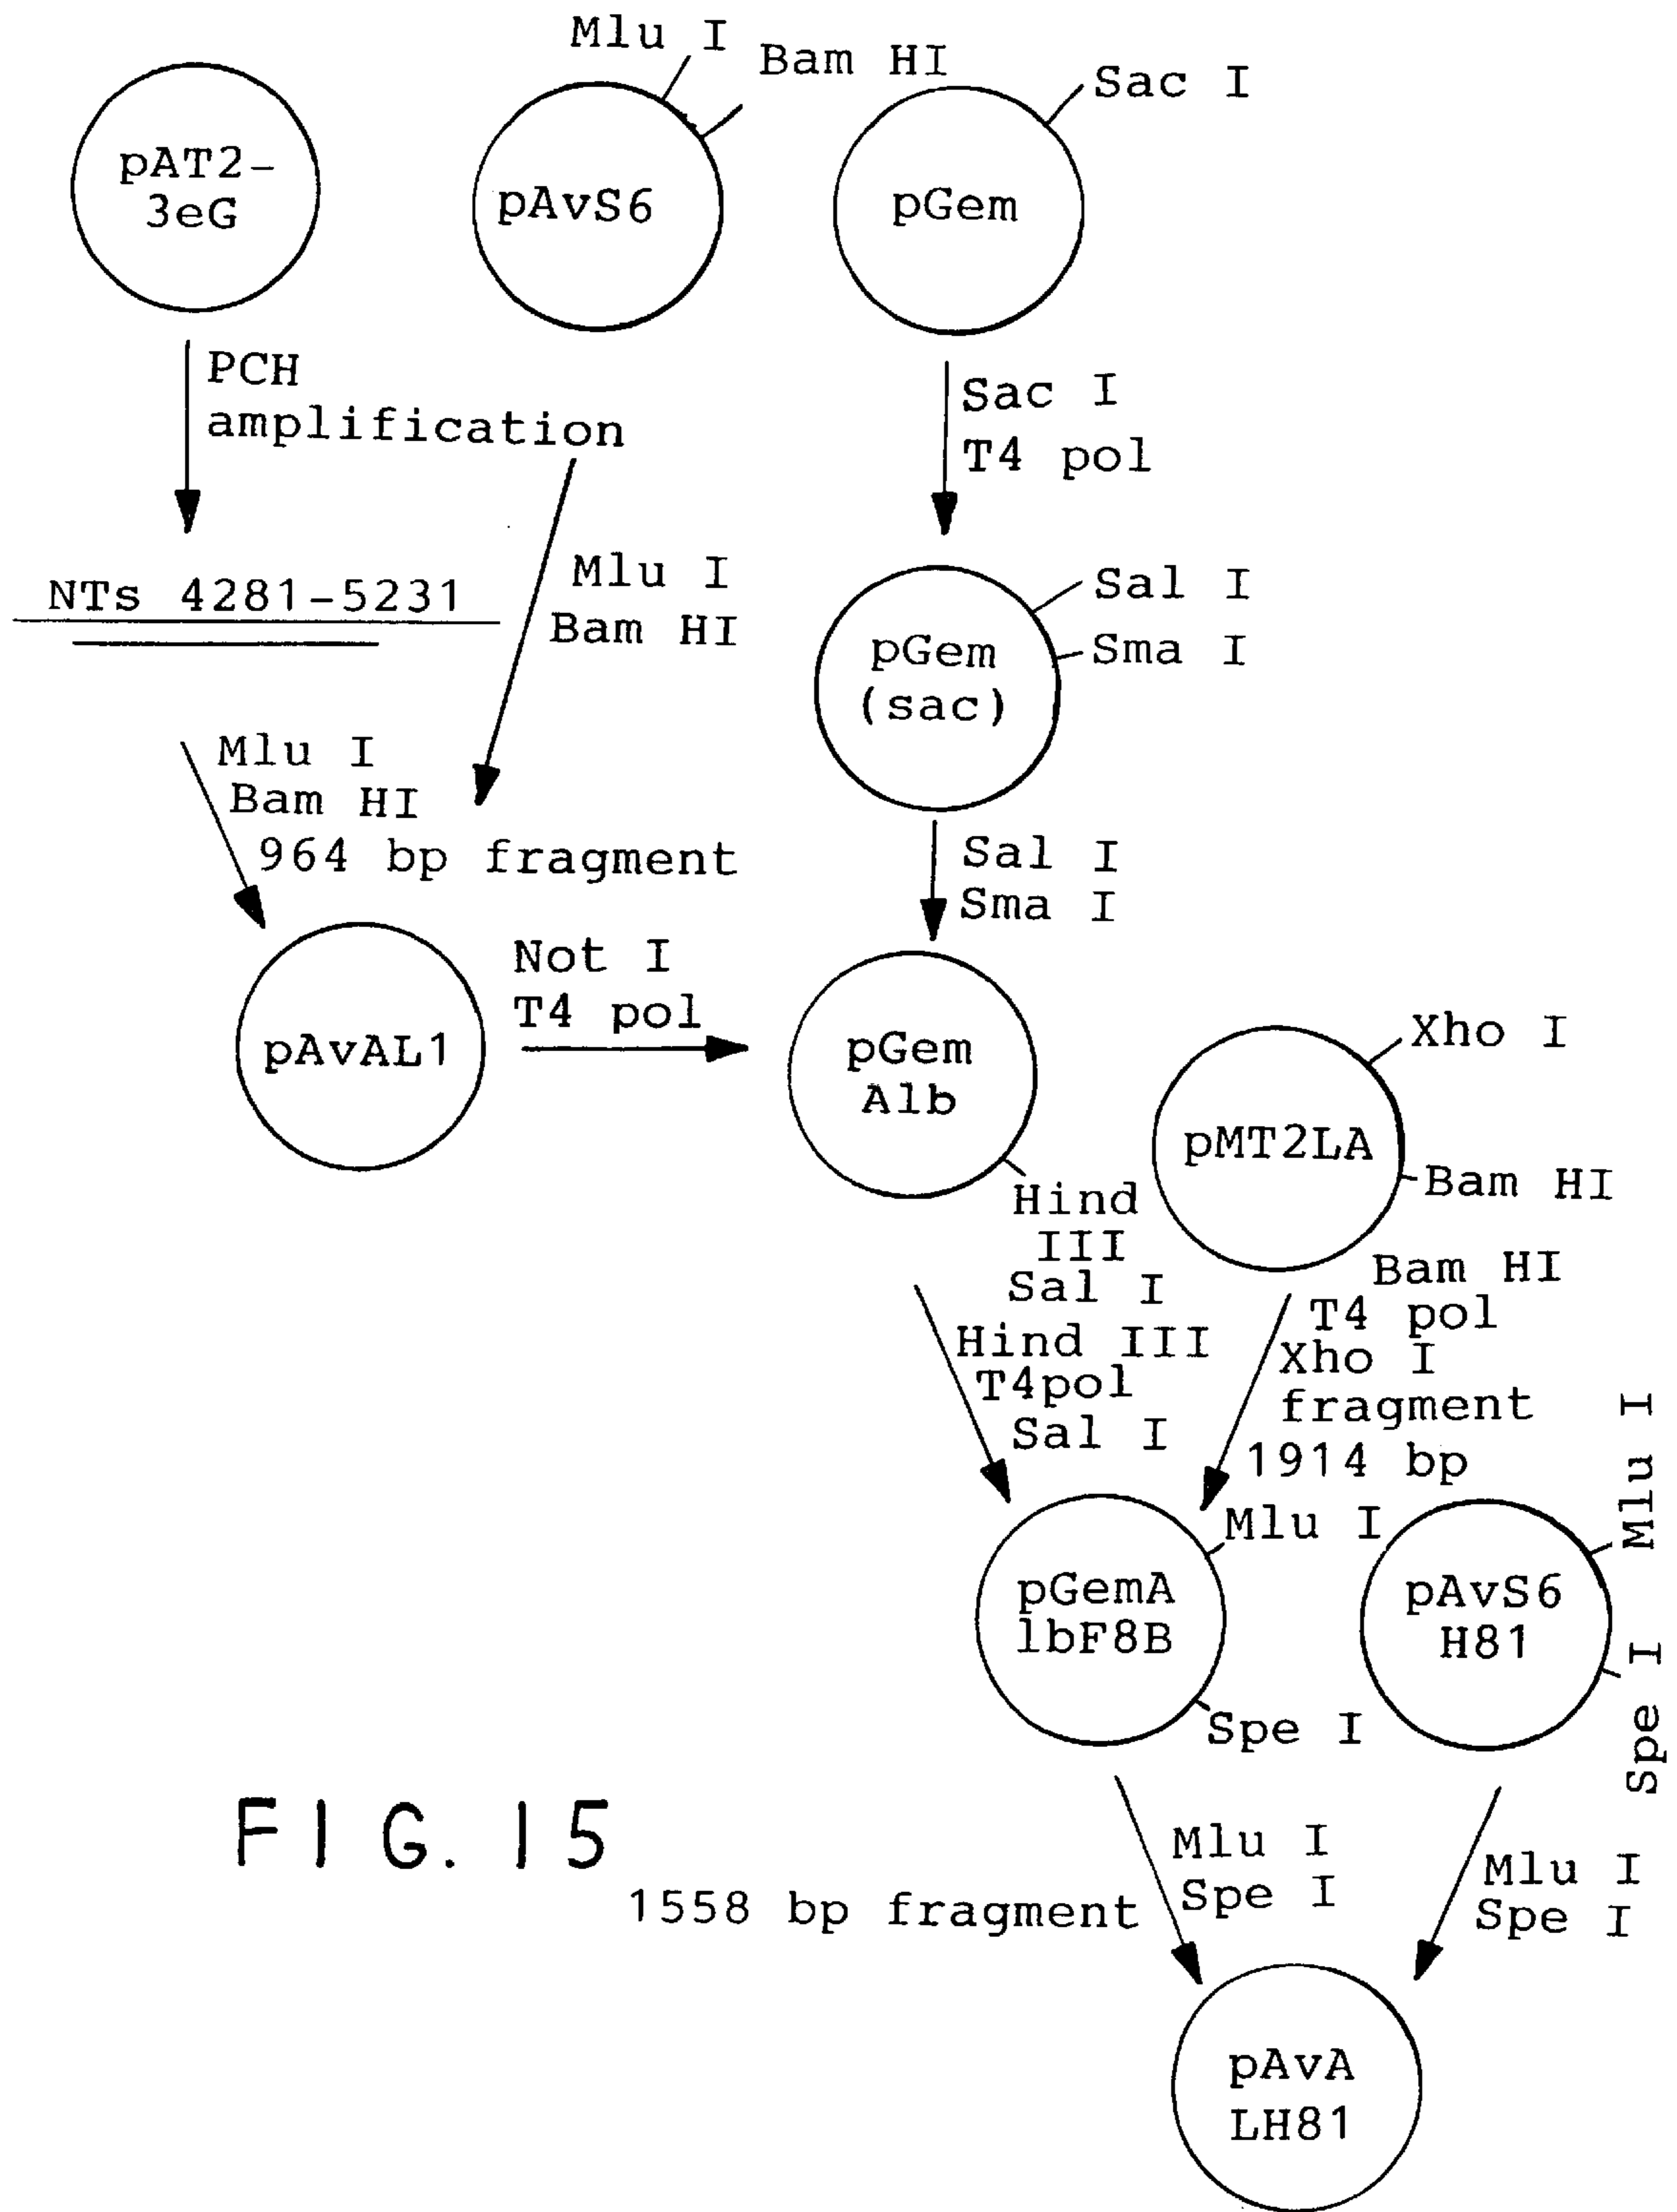 Mlu I
Bam HI
Sac I
pAT2-
3eG
pAvS6
pGem
PCH
amplification
Sac I
T4 pol
NTs 4281-5231
Mlu I
Bam HI
Sal I
Sma I
pGem
(sac)
Mlu I
Bam HI
964 bp fragment
Sal I
Sma I
Not I
T4 pol
pAvAL1
pGem
Alb
Xho I
pMT2LA
Bam HI
Hind
III
Sal I
Hind III
T4pol
Sal I
Bam HI
T4 pol
Xho I
fragment
1914 bp
Mlu I
Mlu I
pGemA
lbF8B
pAvS6
H81
Spe I
Spe I
FIG. 15
1558 bp fragment
Mlu I
Spe I
Mlu I
Spe I
pAvA
LH81